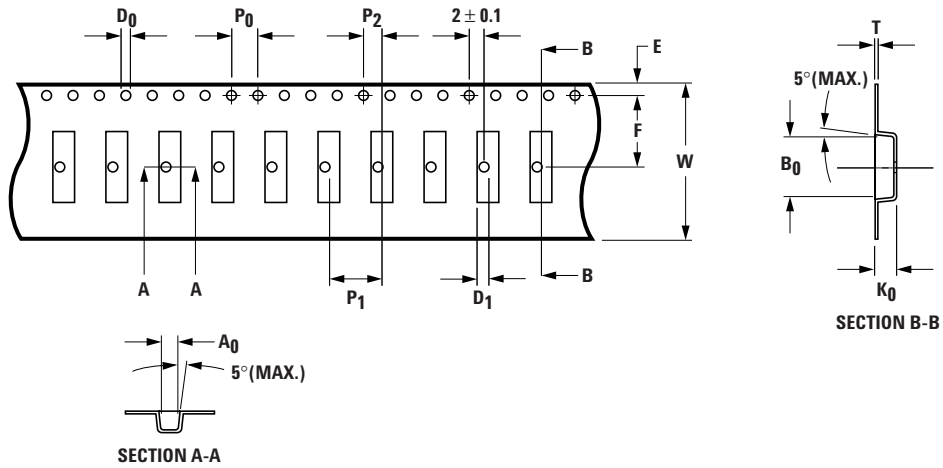 D0
P0
P2
2 ± 0.1
B
E
T
5°(MAX.)
F
W
B0
A
A
P1
D1
B
K0
SECTION B-B
A0
5°(MAX.)
SECTION A-A